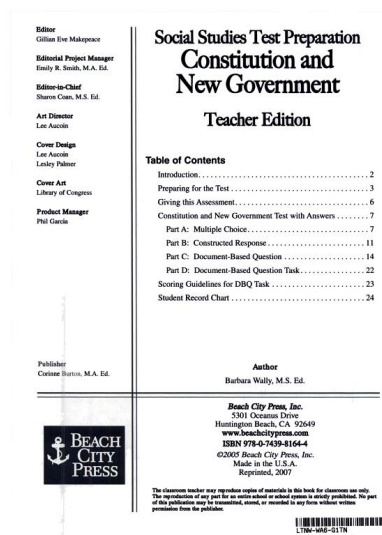 Editor
Gillian Eve Makepeace
Editorial Project Manager
Emily R. Smith, M.A. Ed.
Editor-in-Chief
Sharon Coan, M.S. Ed.
Art Director
Lee Aucoin
Cover Design
Lee Aucoin
Lesley Palmer
Cover Art
Library of Congress
Product Manager
Phil Garcia
Publisher
Corinne Burton, M.A. Ed.
BEACH
CITY
PRESS
Social Studies Test Preparation
Constitution and
New Government
Teacher Edition
Table of Contents
Introduction. . . . . . . . . . . . . . . . . . . . . . . . . . . . . . . . . . . . . . 2
Preparing for the Test . . . . . . . . . . . . . . . . . . . . . . . . . . . . . . 3
Giving this Assessment. . . . . . . . . . . . . . . . . . . . . . . . . . . . . 6
Constitution and New Government Test with Answers . . . . . . . . 7
Part A: Multiple Choice. . . . . . . . . . . . . . . . . . . . . . . . . . . 7
Part B: Constructed Response. . . . . . . . . . . . . . . . . . . . . . 11
Part C: Document-Based Question . . . . . . . . . . . . . . . . . . 14
Part D: Document-Based Question Task. . . . . . . . . . . . . . . 22
Scoring Guidelines for DBQ Task . . . . . . . . . . . . . . . . . . . . . 23
Student Record Chart . . . . . . . . . . . . . . . . . . . . . . . . . . . . . 24
Author
Barbara Wally, M.S. Ed.
Beach City Press, Inc.
5301 Oceanus Drive
Huntington Beach, CA 92649
www.beachcitypress.com
ISBN 978-0-7439-8164-4
©2005 Beach City Press, Inc.
Made in the U.S.A.
Reprinted, 2007
The classroom teacher may reproduce copies of materials in this book for classroom use only.
The reproduction of any part for an entire school or school system is strictly prohibited. No part
of this publication may be transmitted, stored, or recorded in any form without written
permission from the publisher.
LTNW-WA6-G1TN